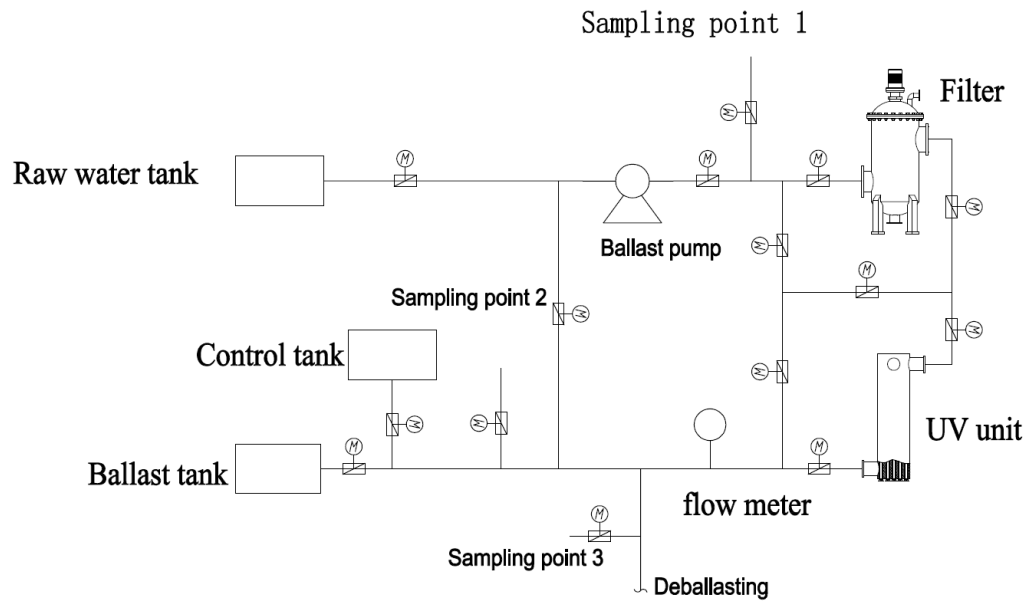 Sampling point 1
Filter
M
M
M
M
Raw water tank
M
Ballast pump
M
M
Sampling point 2
M
M
M
Control tank
M
M
M
UV unit
M
M
Ballast tank
flow meter
M
Sampling point 3
Deballasting